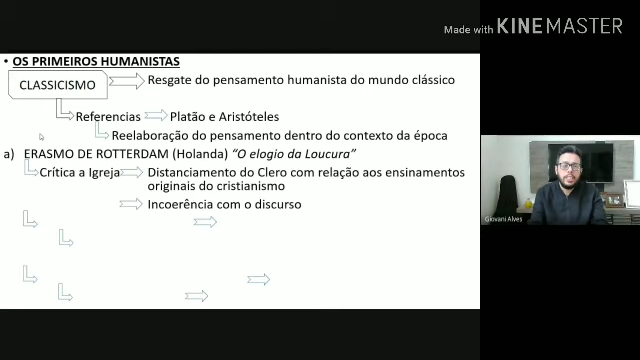 Made with KINEMASTER
• OS PRIMEIROS HUMANISTAS
CLASSICISMO
Resgate do pensamento humanista do mundo clássico
Referencias
Platão e Aristóteles
Reelaboração do pensamento dentro do contexto da época
a) ERASMO DE ROTTERDAM (Holanda) “O elogio da Loucura”
Crítica a Igreja
Distanciamento do Clero com relação aos ensinamentos
originais do cristianismo
Incoerência com o discurso
Giovani Alves